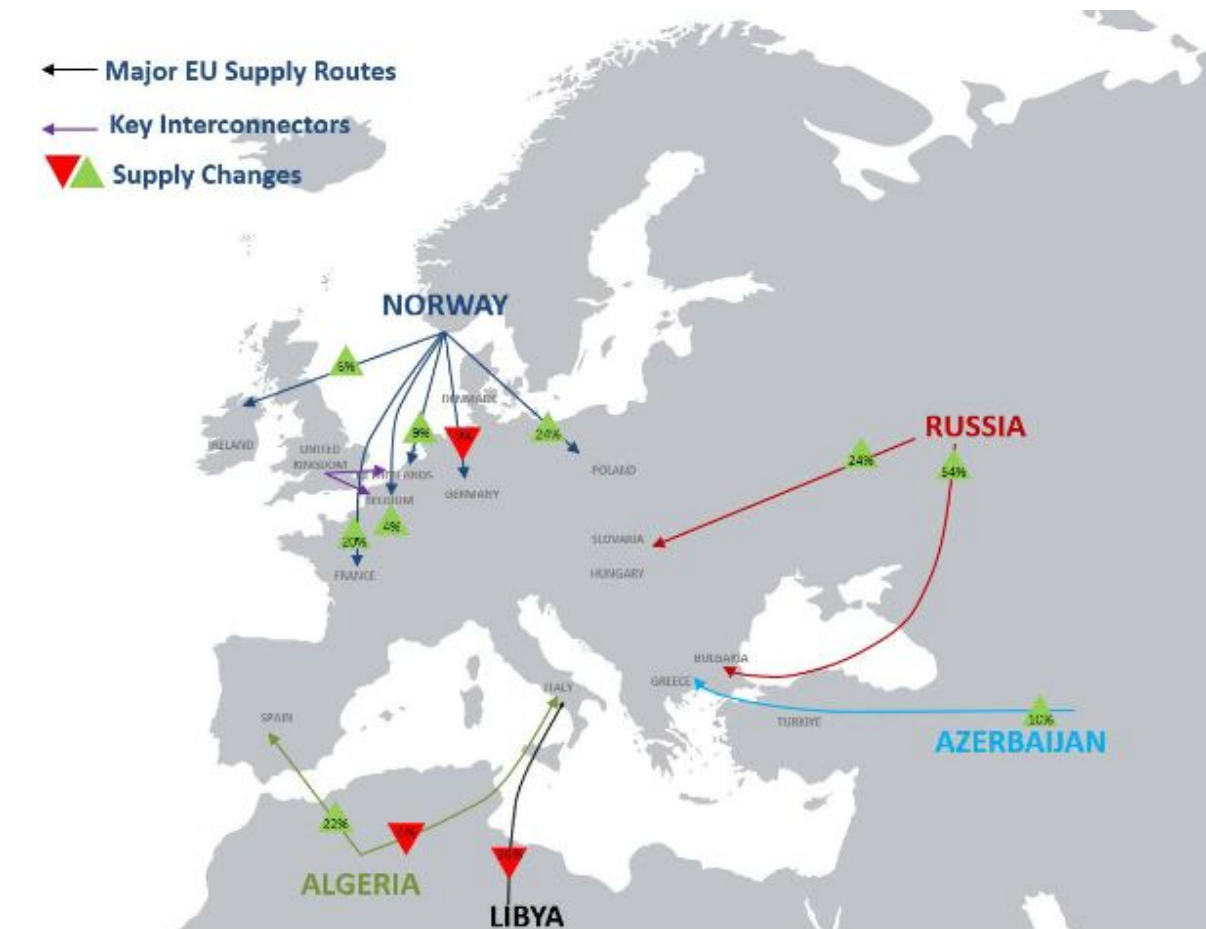 Major EU Supply Routes
Key Interconnectors
Supply Changes
NORWAY
6%
DENMARK
RUSSIA
9%
24%
IRELAND
UNITED
KINGDOM
24%
54%
POLAND
BELGIUM
GERMANY
4%
20%
SLOVAKIA
FRANCE
HUNGARY
BULGARIA
GREECE
ITALY
SPAIN
TURKIYE
10%
AZERBAIJAN
22%
ALGERIA
LIBYA